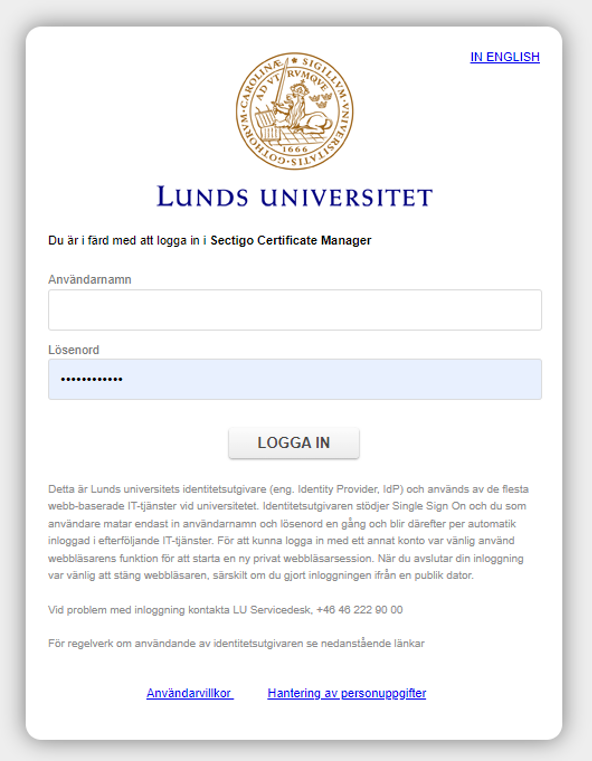 IN ENGLISH
SIGILLVM·VNIVERSITATIS·GOTHORVM·CAROLINÆ
AD VTRVMQVE
1666
LUNDS UNIVERSITET
Du är i färd med att logga in i Sectigo Certificate Manager
Användarnamn
Lösenord
••••••••••••
LOGGA IN
Detta är Lunds universitets identitetsutgivare (eng. Identity Provider, IdP) och används av de flesta
webb-baserade IT-tjänster vid universitetet. Identitetsutgivaren stödjer Single Sign On och du som
användare matar endast in användarnamn och lösenord en gång och blir därefter per automatik
inloggad i efterföljande IT-tjänster. För att kunna logga in med ett annat konto var vänlig använd
webbläsarens funktion för att starta en ny privat webbläsarsession. När du avslutar din inloggning
var vänlig att stäng webbläsaren, särskilt om du gjort inloggningen ifrån en publik dator.
Vid problem med inloggning kontakta LU Servicedesk, +46 46 222 90 00
För regelverk om användande av identitetsutgivaren se nedanstående länkar
Användarvillkor
Hantering av personuppgifter